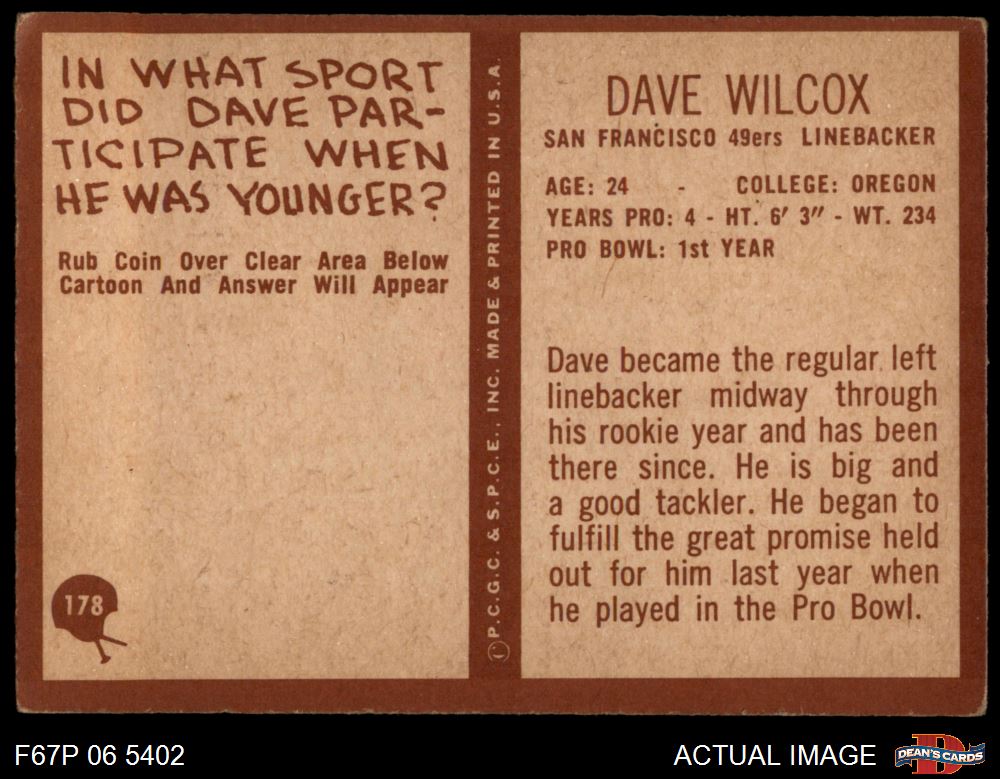 IN WHAT SPORT
DID DAVE PAR-
TICIPATE WHEN
HE WAS YOUNGER?
Rub Coin Over Clear Area Below
Cartoon And Answer Will Appear
178
© P.C.G.C. & S.P.C.E., INC. MADE & PRINTED IN U.S.A.
DAVE WILCOX
SAN FRANCISCO 49ers LINEBACKER
AGE: 24 - COLLEGE: OREGON
YEARS PRO: 4 - HT. 6' 3" - WT. 234
PRO BOWL: 1st YEAR
Dave became the regular left
linebacker midway through
his rookie year and has been
there since. He is big and
a good tackler. He began to
fulfill the great promise held
out for him last year when
he played in the Pro Bowl.
F67P 06 5402
ACTUAL IMAGE
D
DEAN'S CARDS